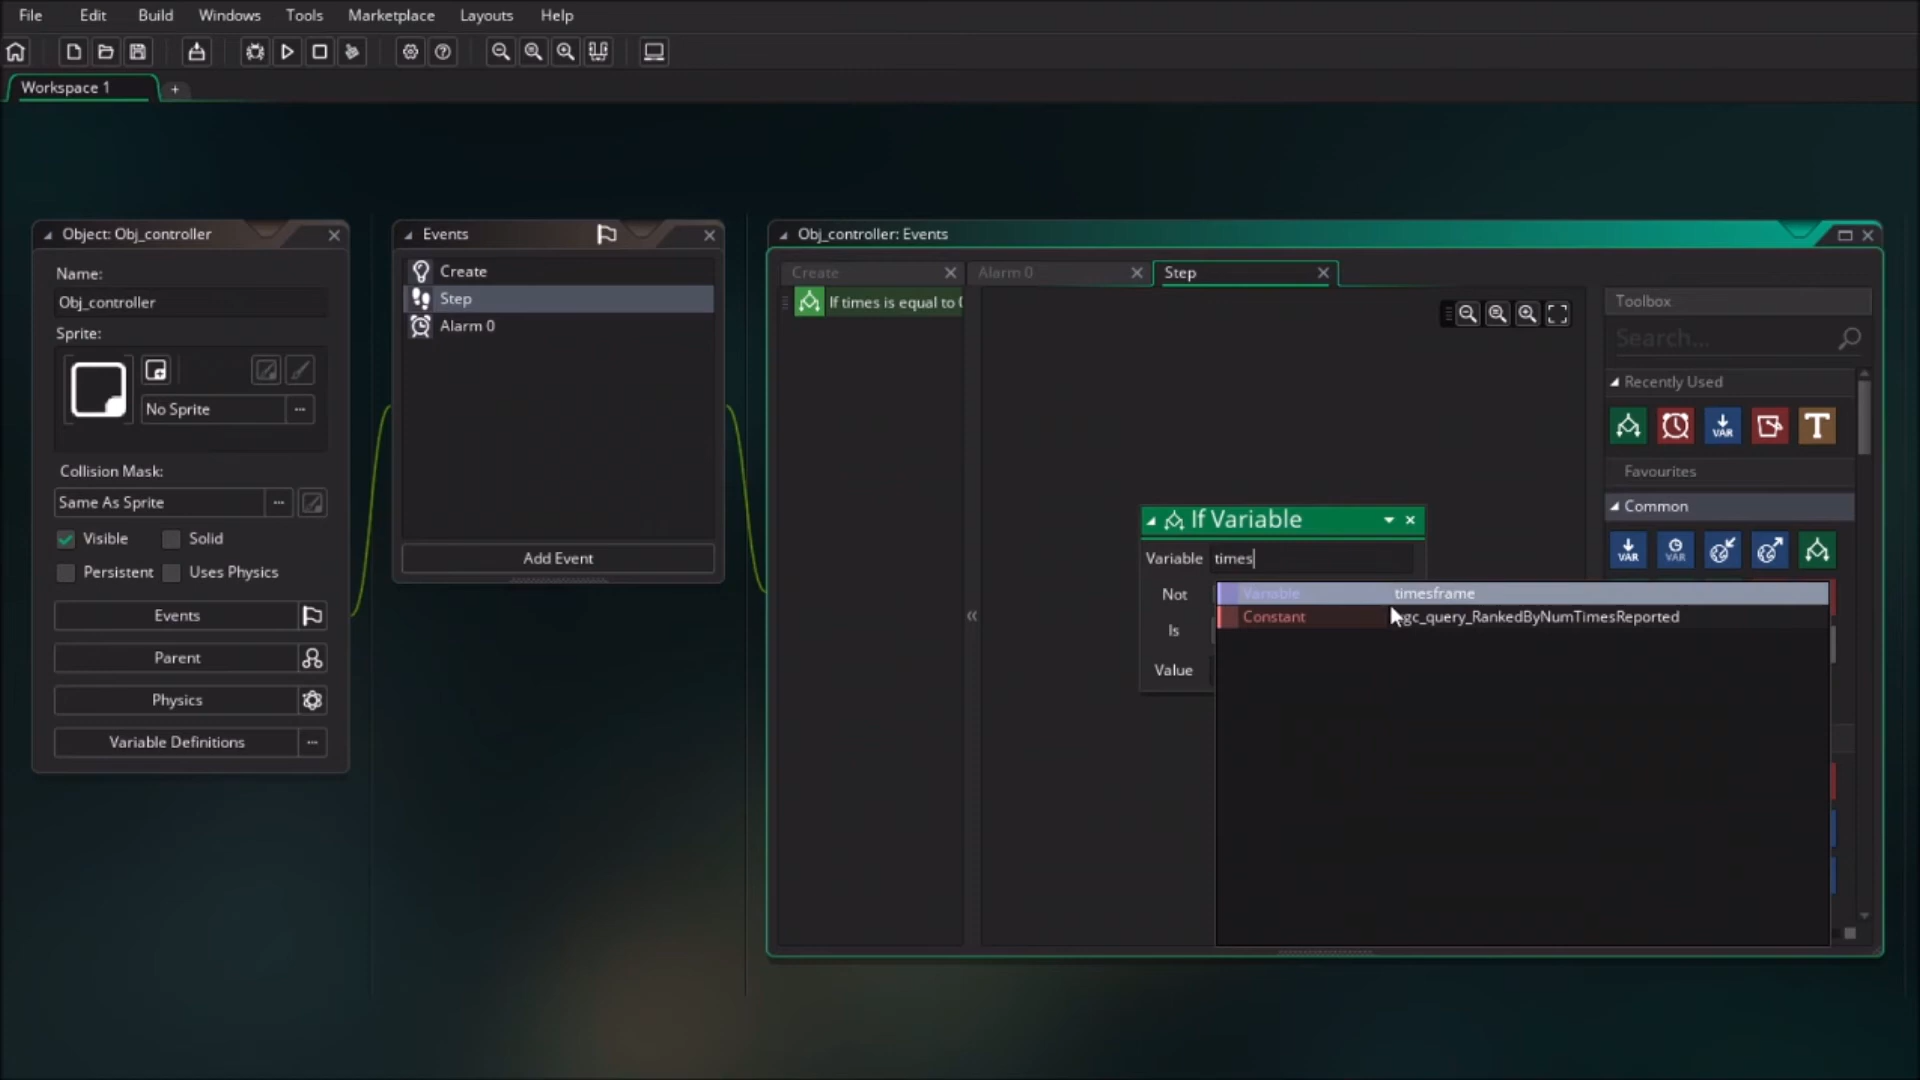 File Edit Build Windows Tools Marketplace Layouts Help
Workspace 1 +
Object: Obj_controller
Name:
Obj_controller
Sprite:
No Sprite ...
Collision Mask:
Same As Sprite ...
Visible Solid
Persistent Uses Physics
Events
Parent
Physics
Variable Definitions ...
Events
Create
Step
Alarm 0
Add Event
Obj_controller: Events
Create Alarm 0 Step
If times is equal to
If Variable
Variable times
Not
Is
Value
Variable timesframe
Constant gc_query_RankedByNumTimesReported
Toolbox
Search...
Recently Used
VAR T
Favourites
Common
VAR VAR